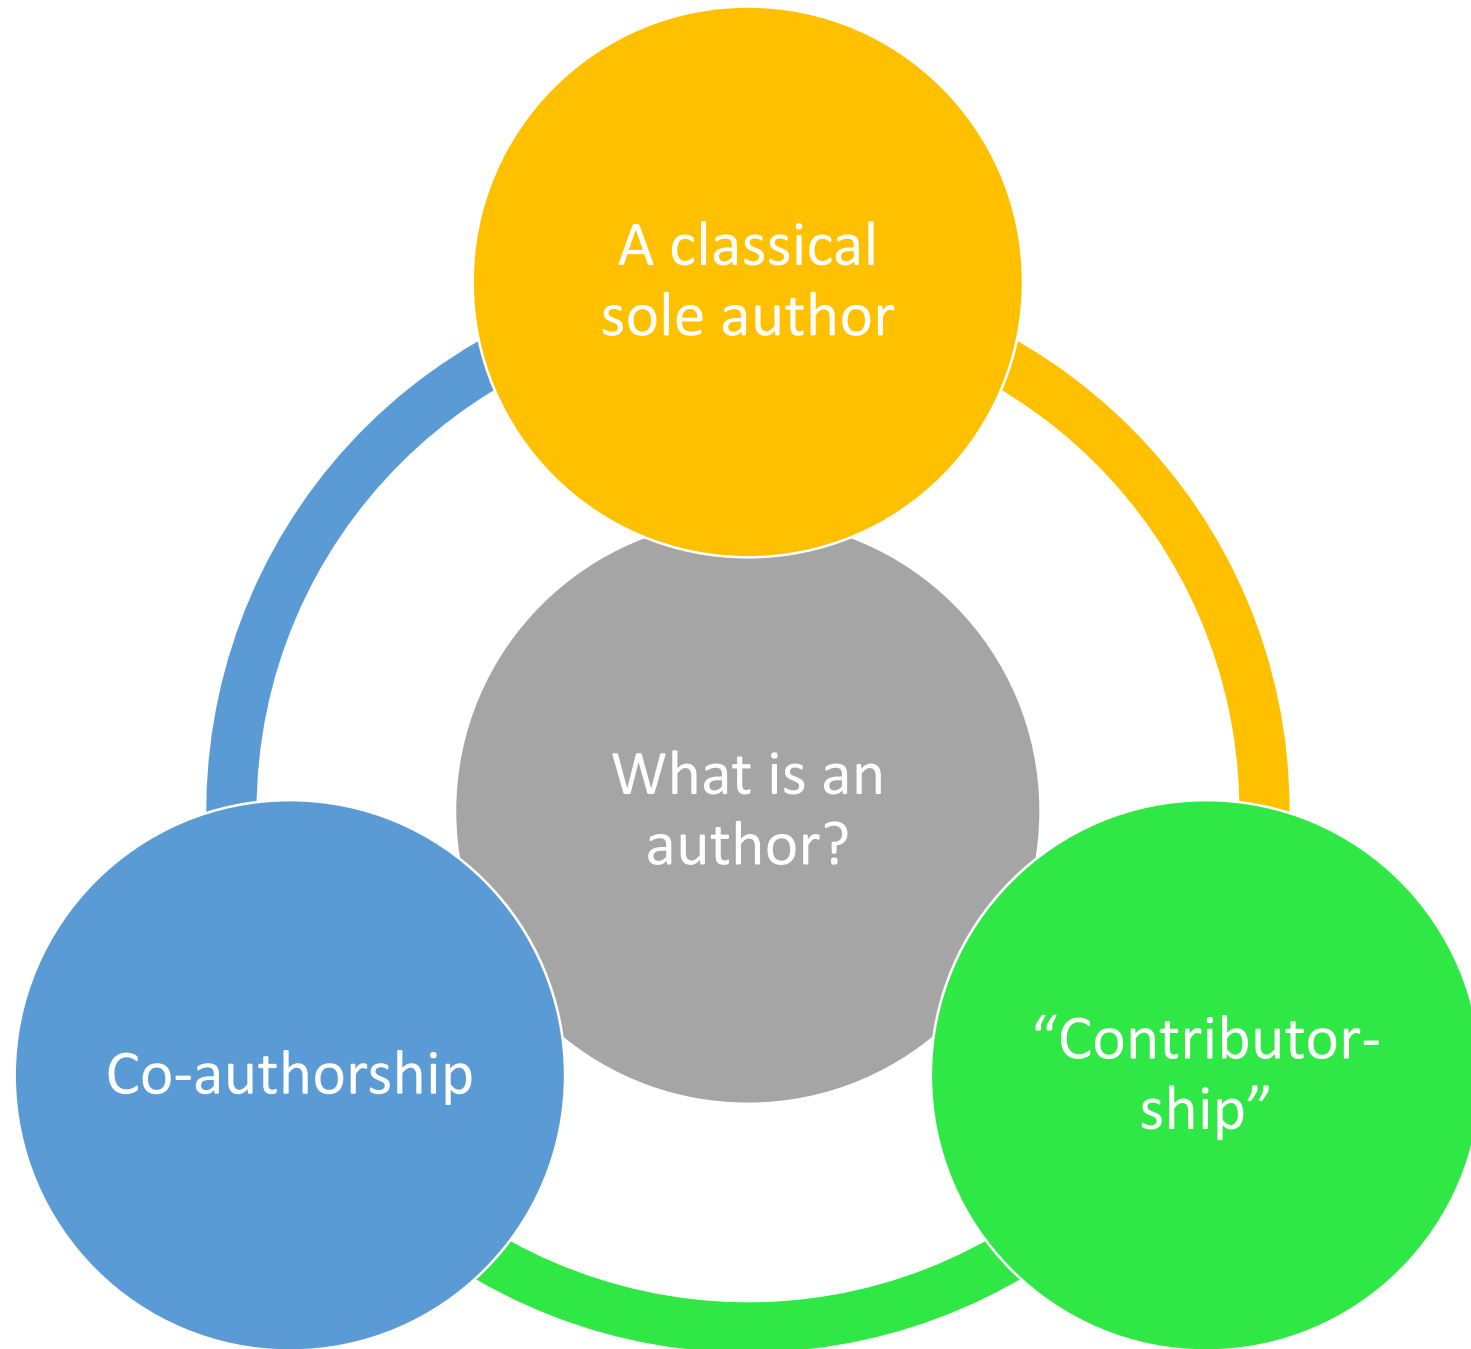 A classical
sole author
What is an
author?
Co-authorship
“Contributor-
ship”